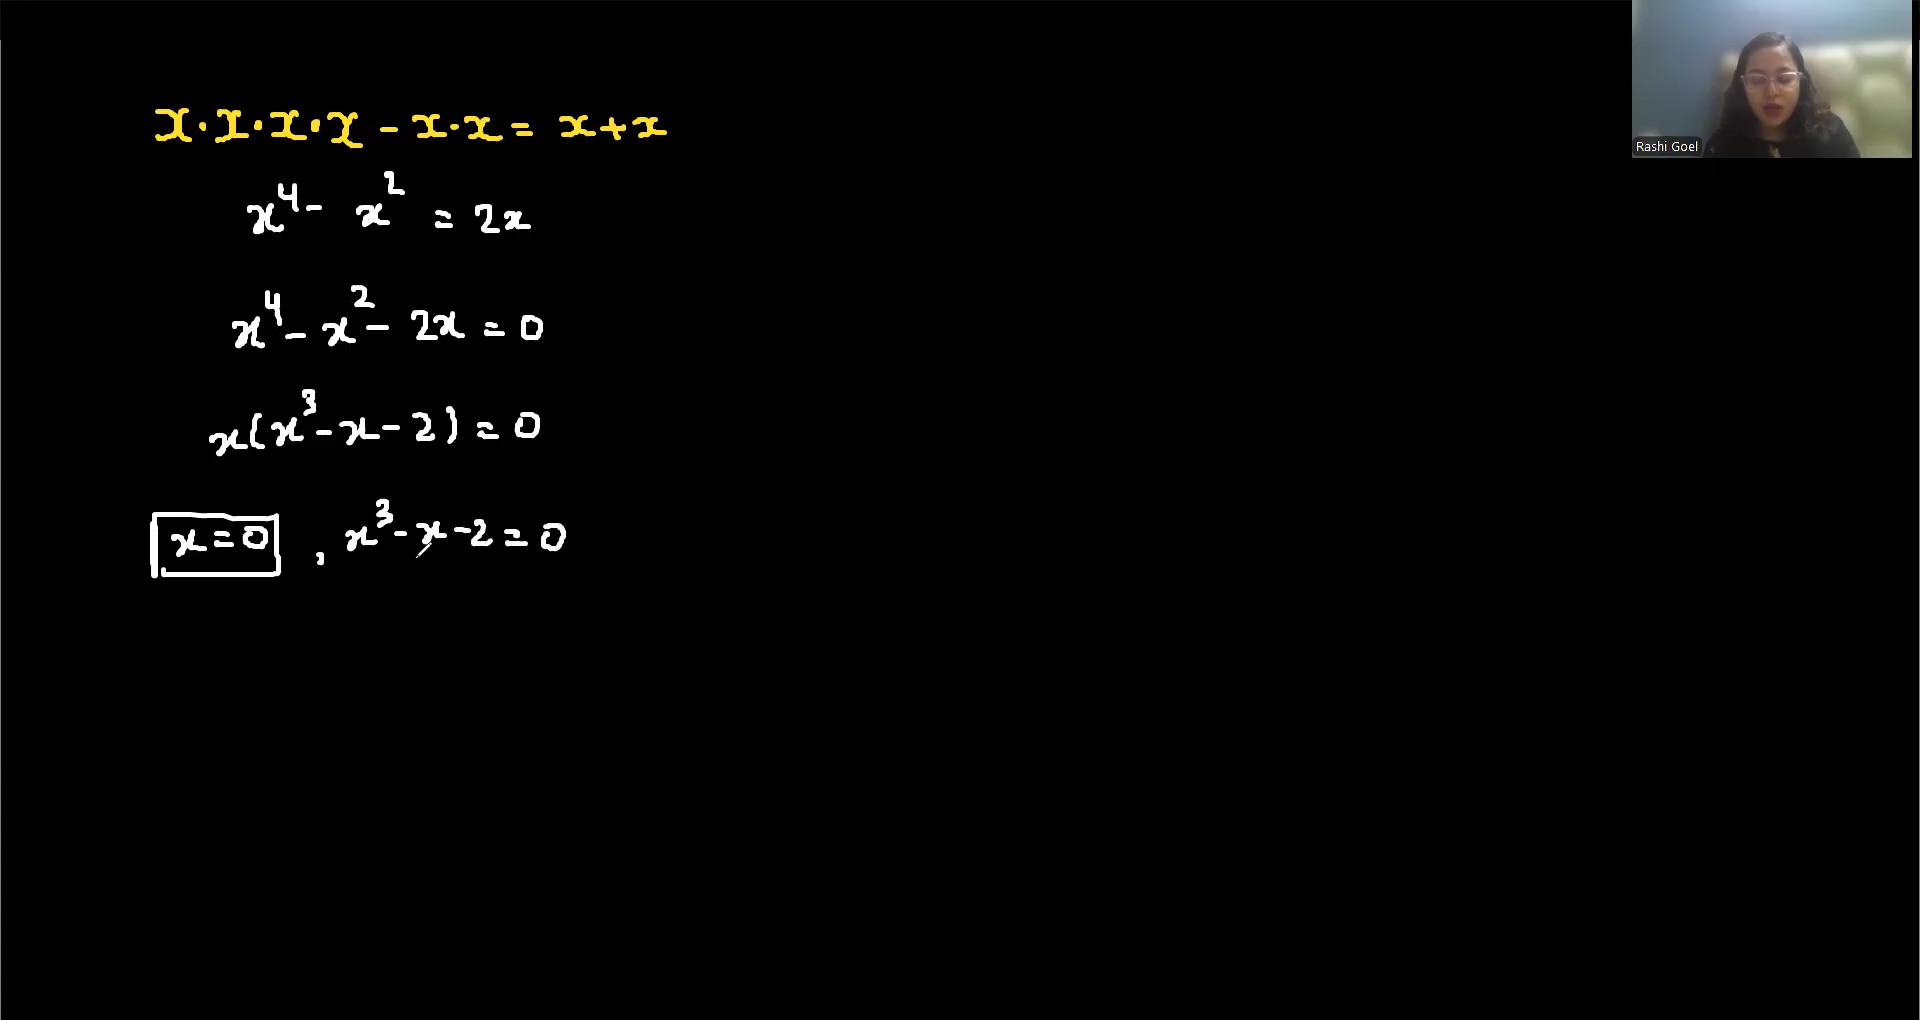 x·x·x·x - x·x = x+x
x⁴ - x² = 2x
x⁴ - x² - 2x = 0
x(x³ - x - 2) = 0
x = 0 , x³ - x - 2 = 0
Rashi Goel